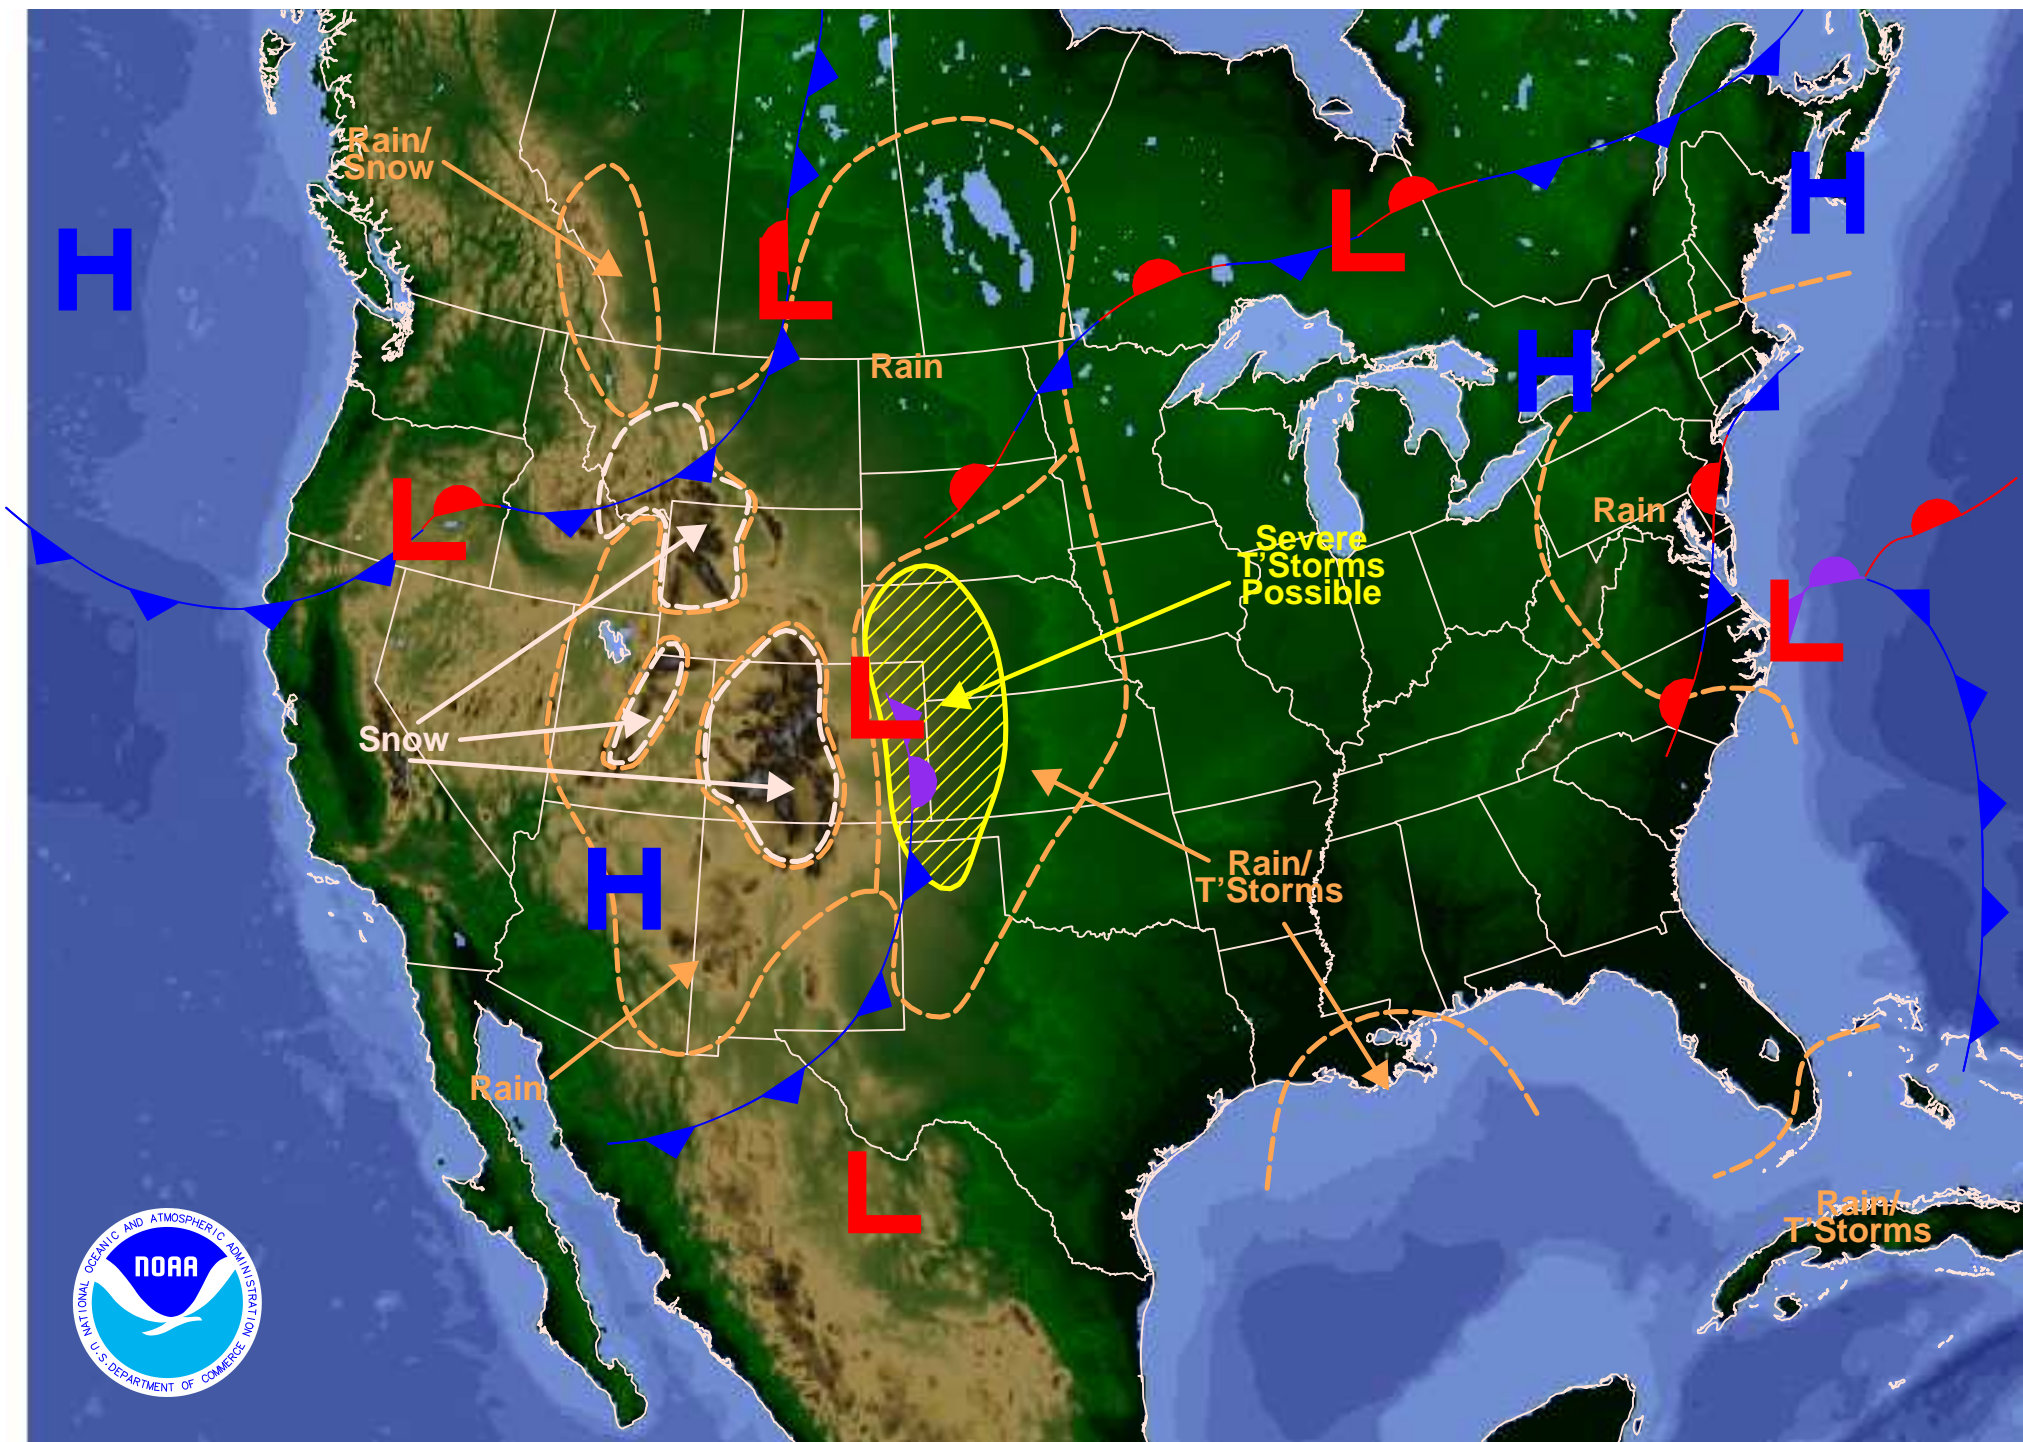 Rain/
Snow
H
L
L
H
H
H
Rain
L
Severe
T'Storms
Possible
Rain
L
L
Snow
H
Rain/
T'Storms
Rain
L
Rain/
T'Storms
NATIONAL OCEANIC AND ATMOSPHERIC ADMINISTRATION
NOAA
U.S. DEPARTMENT OF COMMERCE